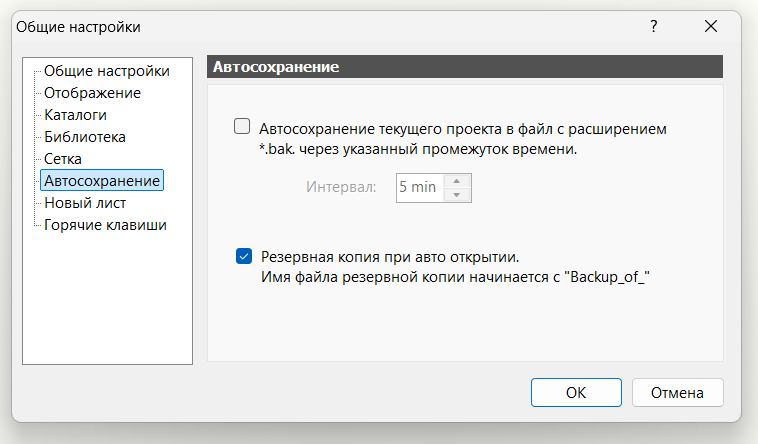 Общие настройки
?
Автосохранение
Общие настройки
Отображение
Каталоги
Библиотека
Сетка
Автосохранение
Новый лист
Горячие клавиши
Автосохранение текущего проекта в файл с расширением
*.bak. через указанный промежуток времени.
Интервал:
5 min
Резервная копия при авто открытии.
Имя файла резервной копии начинается с "Backup_of_"
OK
Отмена